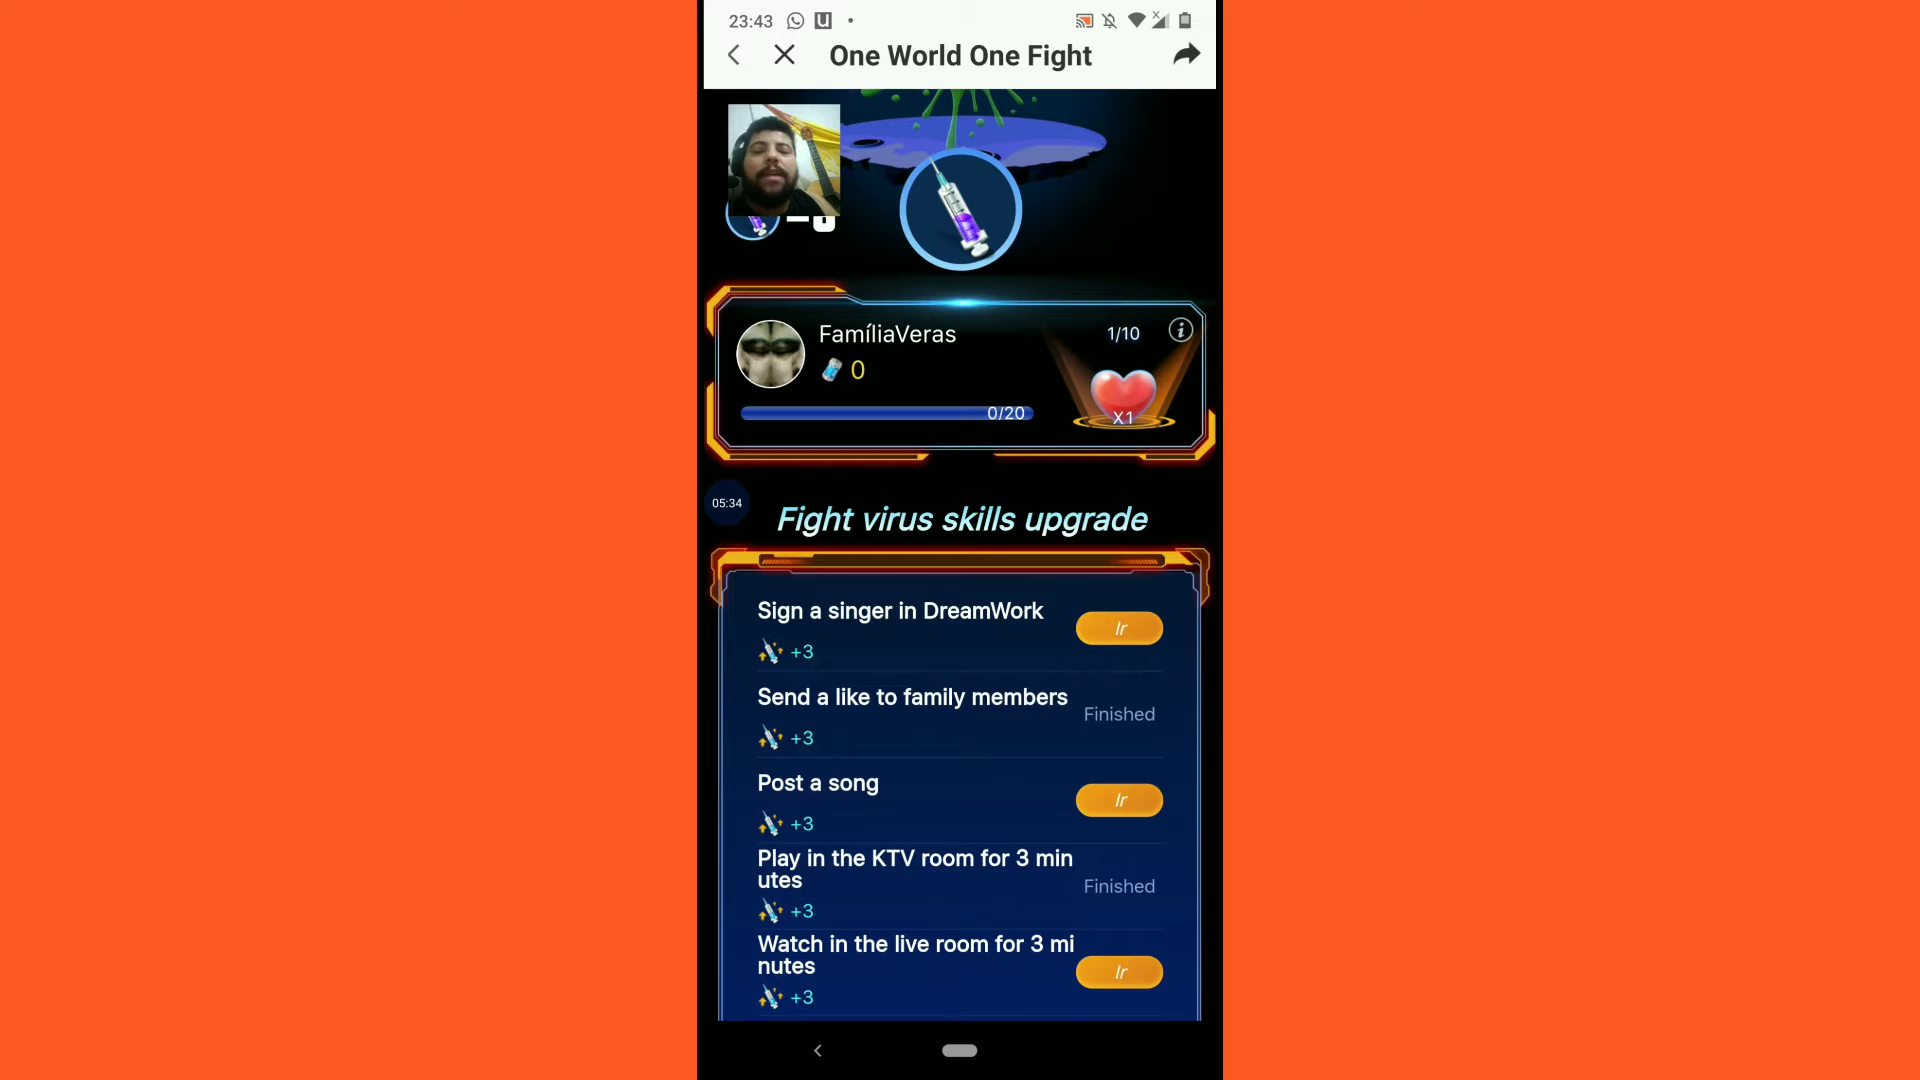 23:43
One World One Fight
FamíliaVeras
1/10
0
0/20
X1
05:34
Fight virus skills upgrade
Sign a singer in DreamWork
Ir
+3
Send a like to family members
Finished
+3
Post a song
Ir
+3
Play in the KTV room for 3 min
utes
Finished
+3
Watch in the live room for 3 mi
nutes
Ir
+3